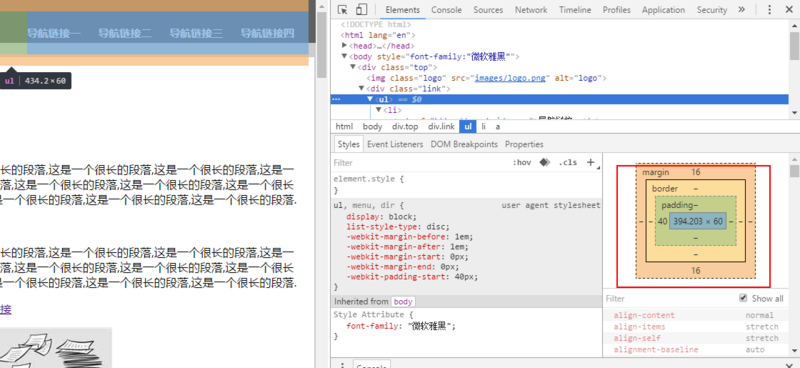 导航链接一 导航链接二 导航链接三 导航链接四
ul 434.2×60
长的段落,这是一个很长的段落,这是一个很长的段落,这是一
落,这是一个很长的段落,这是一个很长的段落,这是一个很长
是一个很长的段落,这是一个很长的段落,这是一个很长的段落.
长的段落,这是一个很长的段落,这是一个很长的段落,这是一
落,这是一个很长的段落,这是一个很长的段落,这是一个很长
是一个很长的段落,这是一个很长的段落,这是一个很长的段落.
接
Elements Console Sources Network Timeline Profiles Application Security »
<!DOCTYPE html>
<html lang="en">
▶<head>…</head>
▼<body style="font-family:"微软雅黑"">
▼<div class="top">
<img class="logo" src="images/logo.png" alt="logo">
▼<div class="link">
… ▼<ul> == $0
▼<li>
html body div.top div.link ul li a
Styles Event Listeners DOM Breakpoints Properties
Filter :hov .cls +
element.style {
}
ul, menu, dir { user agent stylesheet
display: block;
list-style-type: disc;
-webkit-margin-before: 1em;
-webkit-margin-after: 1em;
-webkit-margin-start: 0px;
-webkit-margin-end: 0px;
-webkit-padding-start: 40px;
}
Inherited from body
Style Attribute {
font-family: "微软雅黑";
}
margin 16
border –
padding–
– – 40 394.203 × 60 – – –
–
–
16
Filter Show all
align-content normal
align-items stretch
align-self stretch
alignment-baseline auto
Console